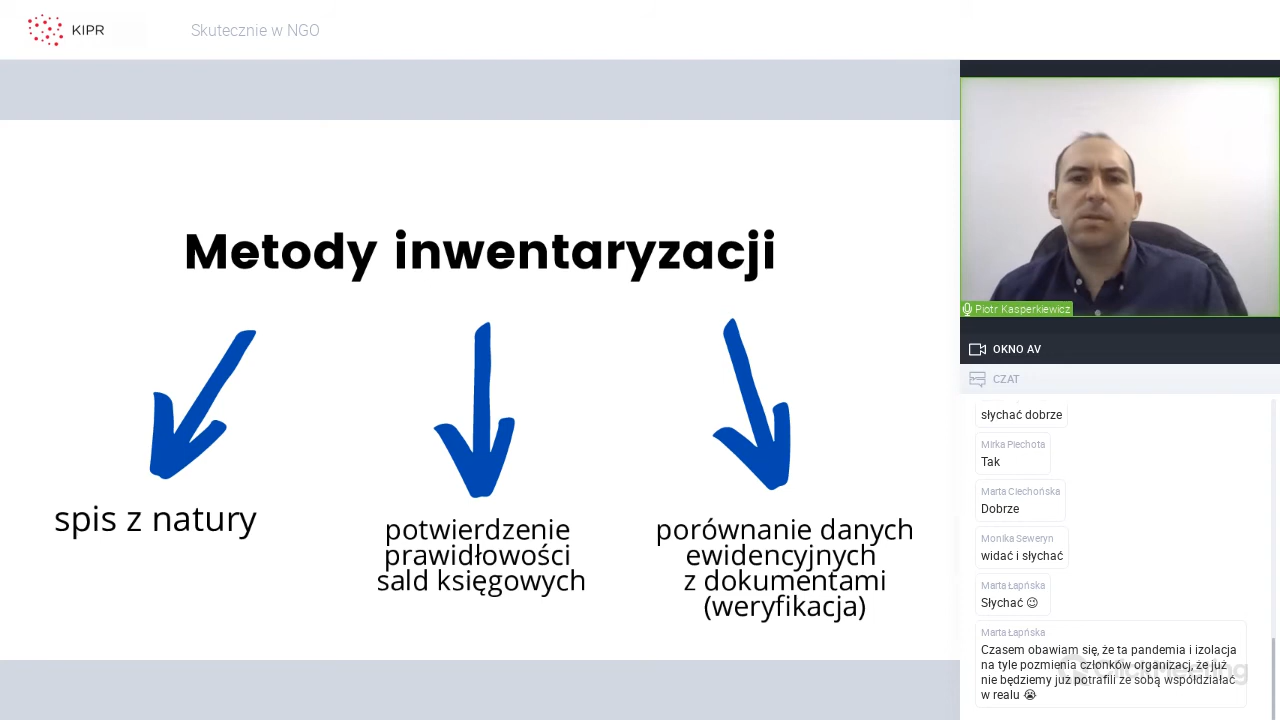 KIPR
Skutecznie w NGO
Metody inwentaryzacji
spis z natury
potwierdzenie
prawidłowości
sald księgowych
porównanie danych
ewidencyjnych
z dokumentami
(weryfikacja)
Piotr Kasperkiewicz
OKNO AV
CZAT
słychać dobrze
Mirka Piechota
Tak
Marta Ciechońska
Dobrze
Monika Seweryn
widać i słychać
Marta Łapńska
Słychać 😉
Marta Łapńska
Czasem obawiam się, że ta pandemia i izolacja
na tyle pozmienia członków organizacj, że już
nie będziemy już potrafili ze sobą współdziałać
w realu 😭